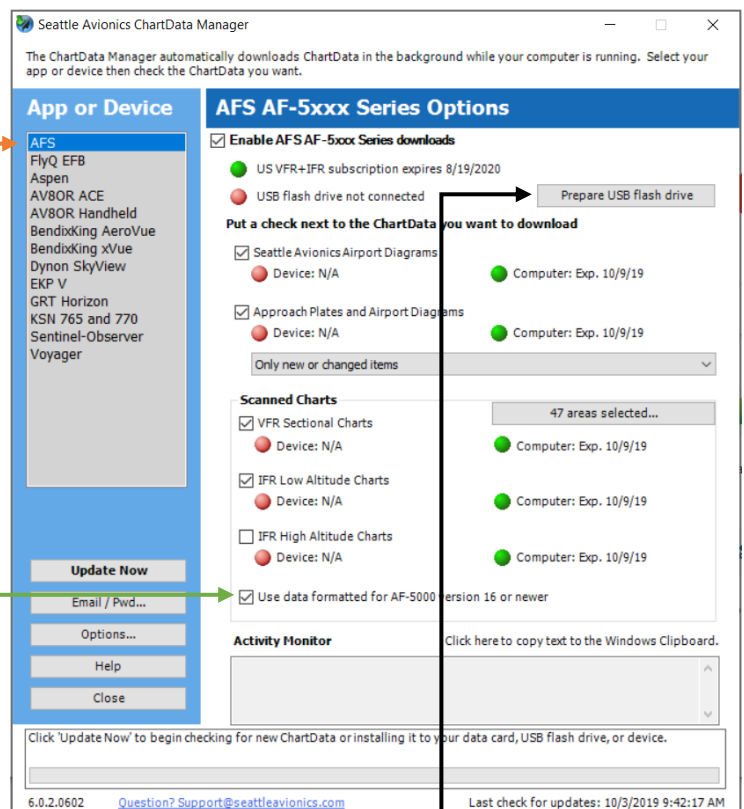 Seattle Avionics ChartData Manager
The ChartData Manager automatically downloads ChartData in the background while your computer is running. Select your
app or device then check the ChartData you want.
App or Device
AFS
FlyQ EFB
Aspen
AV8OR ACE
AV8OR Handheld
BendixKing AeroVue
BendixKing xVue
Dynon SkyView
EKP V
GRT Horizon
KSN 765 and 770
Sentinel-Observer
Voyager
Update Now
Email / Pwd...
Options...
Help
Close
AFS AF-5xxx Series Options
Enable AFS AF-5xxx Series downloads
US VFR+IFR subscription expires 8/19/2020
USB flash drive not connected
Prepare USB flash drive
Put a check next to the ChartData you want to download
Seattle Avionics Airport Diagrams
Device: N/A
Computer: Exp. 10/9/19
Approach Plates and Airport Diagrams
Device: N/A
Computer: Exp. 10/9/19
Only new or changed items
Scanned Charts
47 areas selected...
VFR Sectional Charts
Device: N/A
Computer: Exp. 10/9/19
IFR Low Altitude Charts
Device: N/A
Computer: Exp. 10/9/19
IFR High Altitude Charts
Device: N/A
Computer: Exp. 10/9/19
Use data formatted for AF-5000 version 16 or newer
Activity Monitor
Click here to copy text to the Windows Clipboard.
Click 'Update Now' to begin checking for new ChartData or installing it to your data card, USB flash drive, or device.
6.0.2.0602
Question? Support@seattleavionics.com
Last check for updates: 10/3/2019 9:42:17 AM